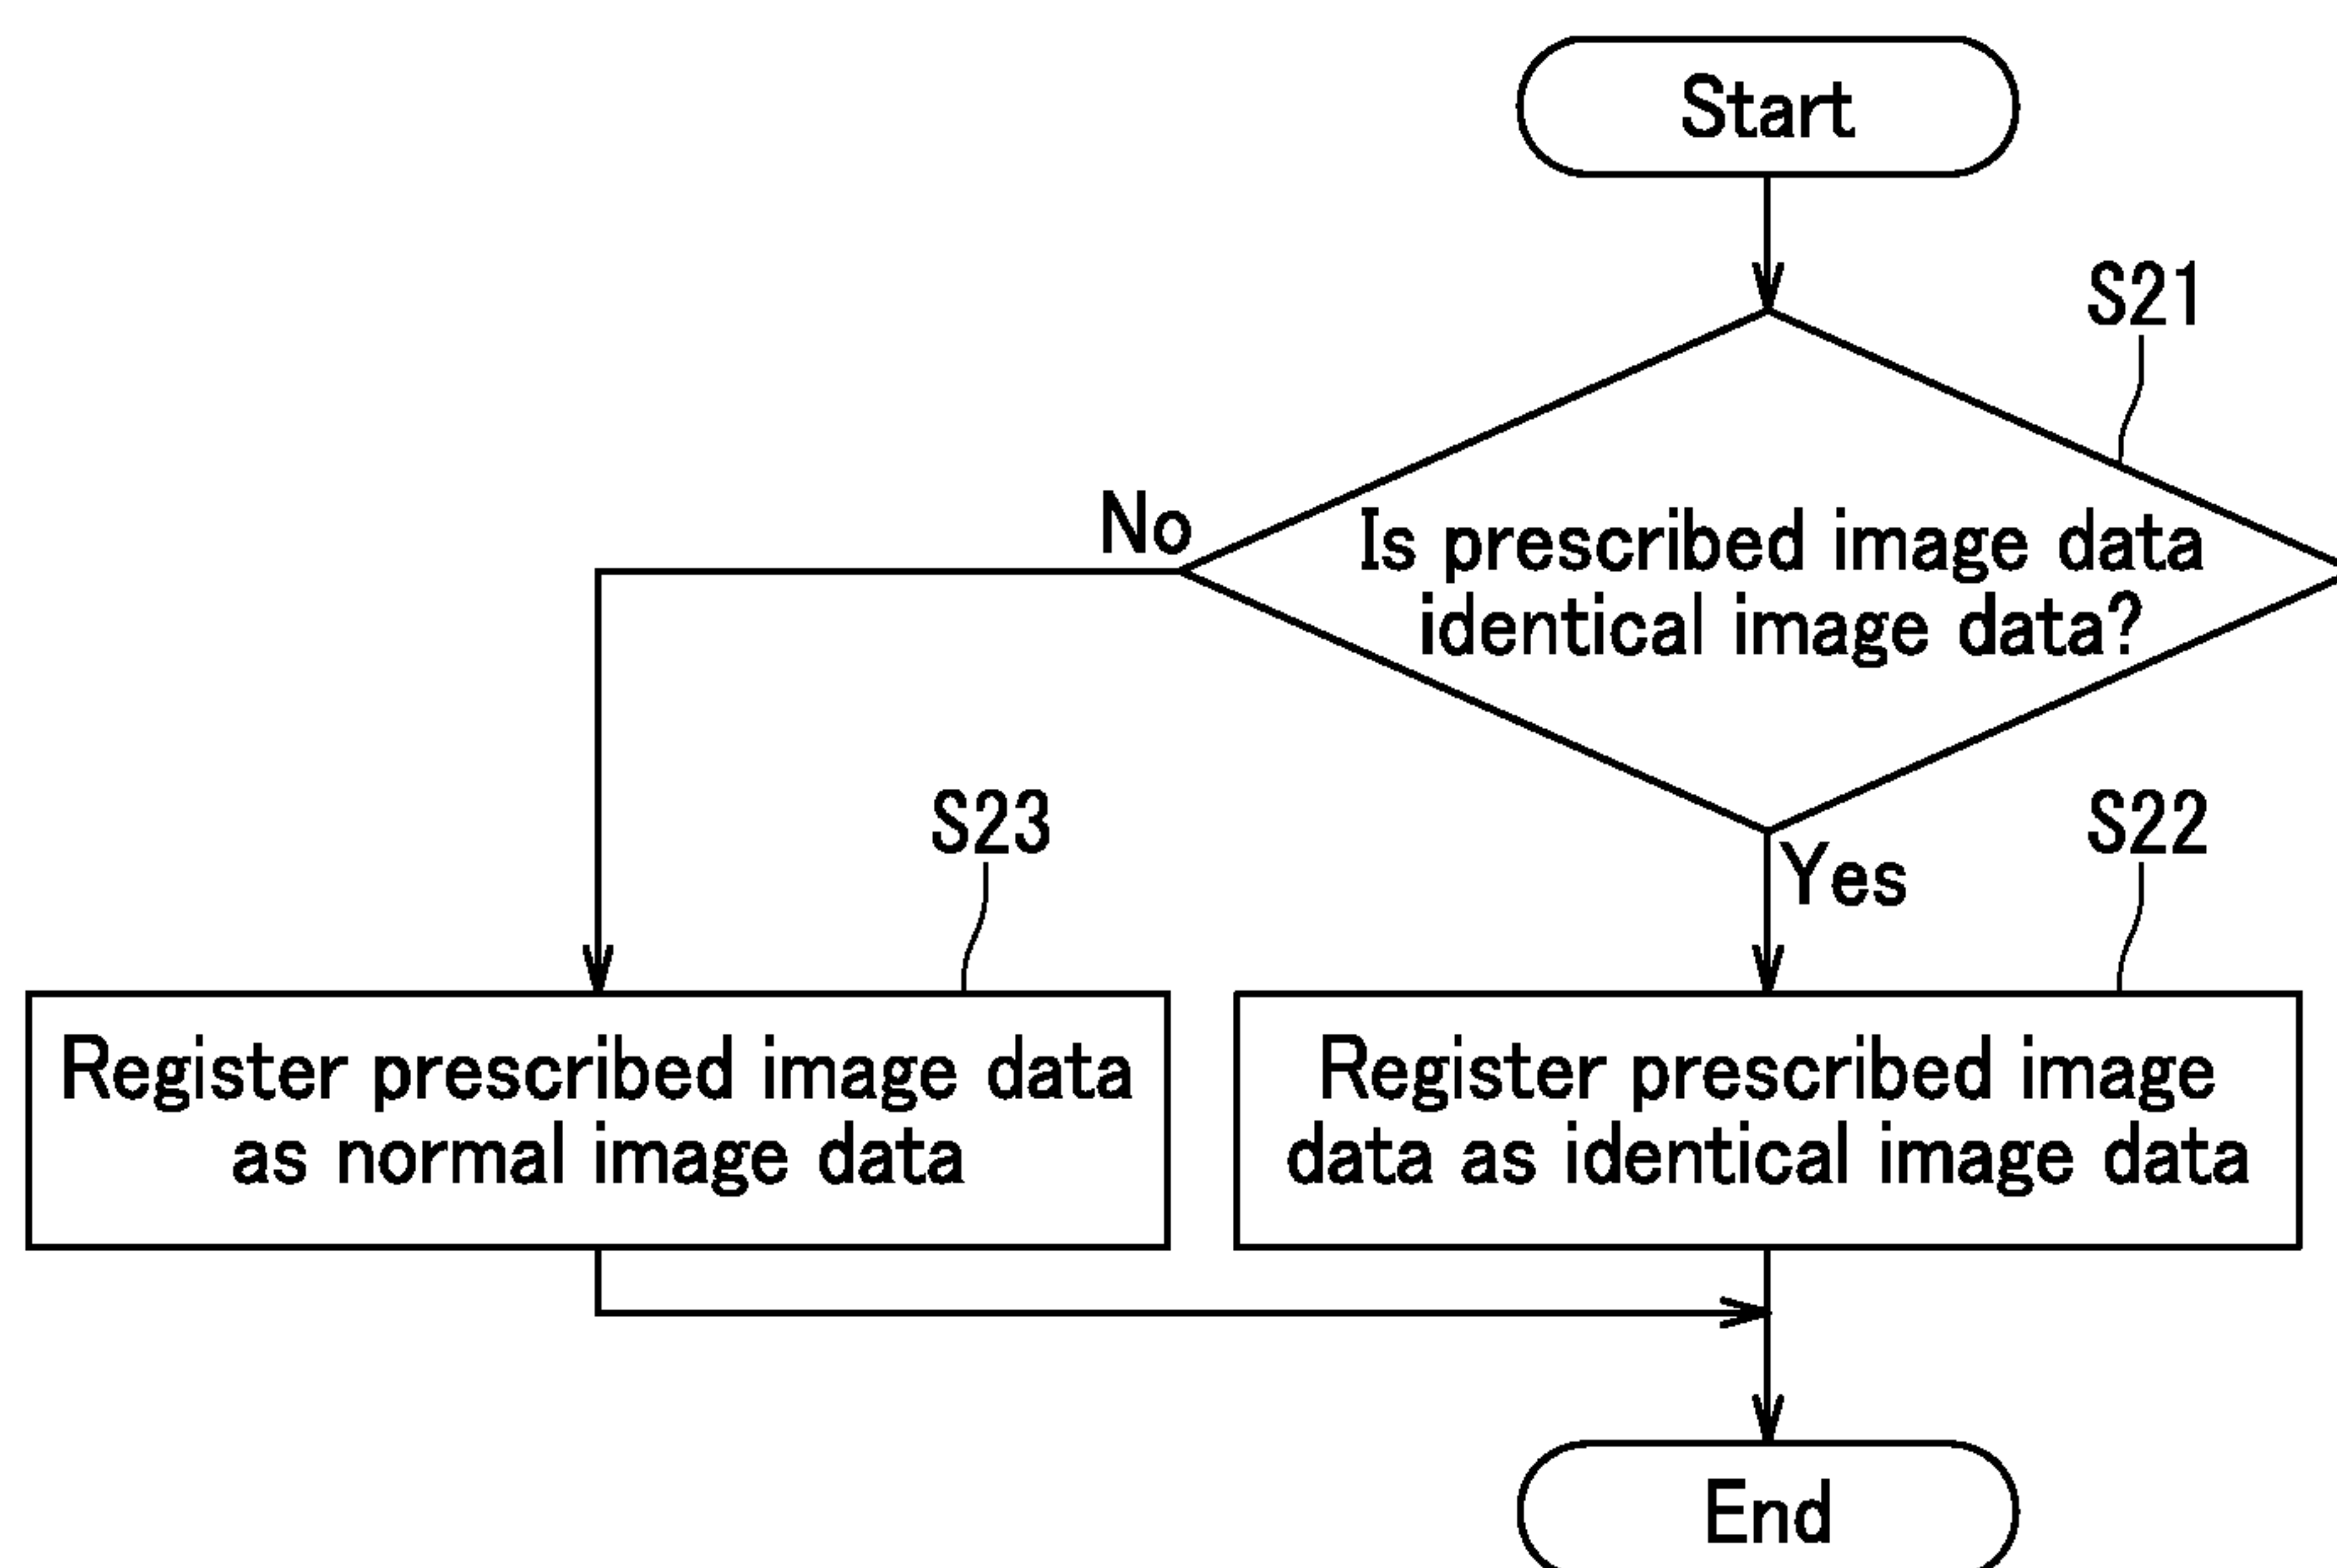 Start
S21
No
Is prescribed image data
identical image data?
Yes
S23
S22
Register prescribed image data
as normal image data
Register prescribed image
data as identical image data
End